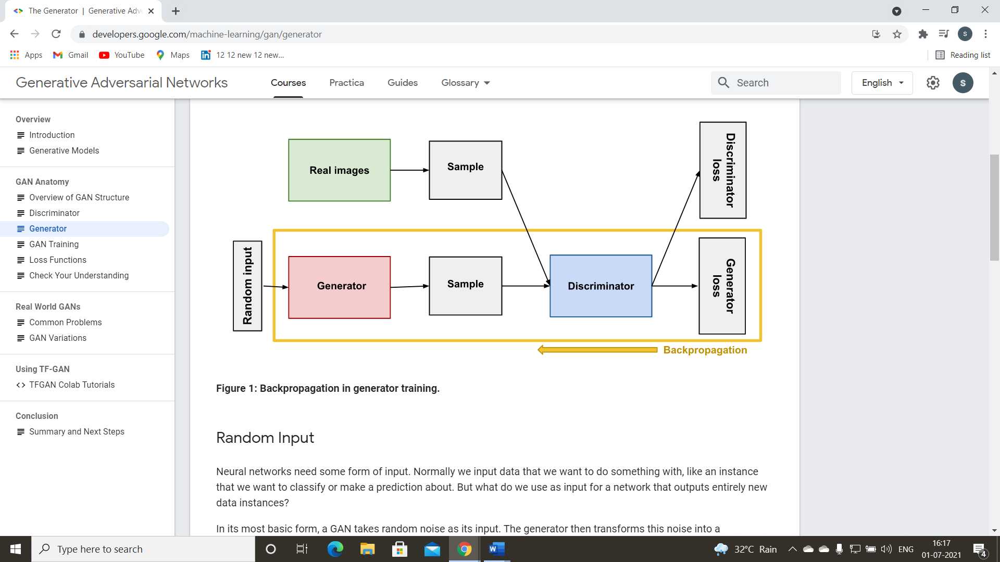 The Generator | Generative Adv
developers.google.com/machine-learning/gan/generator
S
Apps
Gmail
YouTube
Maps
12 12 new 12 new...
Reading list
Generative Adversarial Networks
Courses
Practica
Guides
Glossary
Search
English
S
Overview
Introduction
Generative Models
GAN Anatomy
Overview of GAN Structure
Discriminator
Generator
GAN Training
Loss Functions
Check Your Understanding
Real World GANs
Common Problems
GAN Variations
Using TF-GAN
TFGAN Colab Tutorials
Conclusion
Summary and Next Steps
Real images
Sample
Discriminator
loss
Random input
Generator
Sample
Discriminator
Generator
loss
Backpropagation
Figure 1: Backpropagation in generator training.
Random Input
Neural networks need some form of input. Normally we input data that we want to do something with, like an instance
that we want to classify or make a prediction about. But what do we use as input for a network that outputs entirely new
data instances?
In its most basic form, a GAN takes random noise as its input. The generator then transforms this noise into a
Type here to search
32°C Rain
ENG
16:17
01-07-2021
4